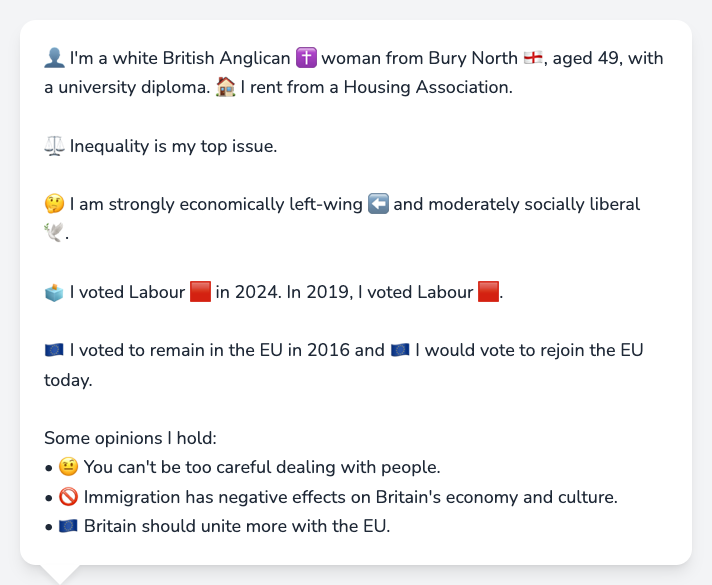 👤 I'm a white British Anglican ✝️ woman from Bury North 🏴󠁧󠁢󠁥󠁮󠁧󠁿, aged 49, with
a university diploma. 🏠 I rent from a Housing Association.
⚖️ Inequality is my top issue.
🤔 I am strongly economically left-wing ⬅️ and moderately socially liberal
🕊️.
🗳️ I voted Labour 🟥 in 2024. In 2019, I voted Labour 🟥.
🇪🇺 I voted to remain in the EU in 2016 and 🇪🇺 I would vote to rejoin the EU
today.
Some opinions I hold:
• 🤨 You can't be too careful dealing with people.
• 🚫 Immigration has negative effects on Britain's economy and culture.
• 🇪🇺 Britain should unite more with the EU.